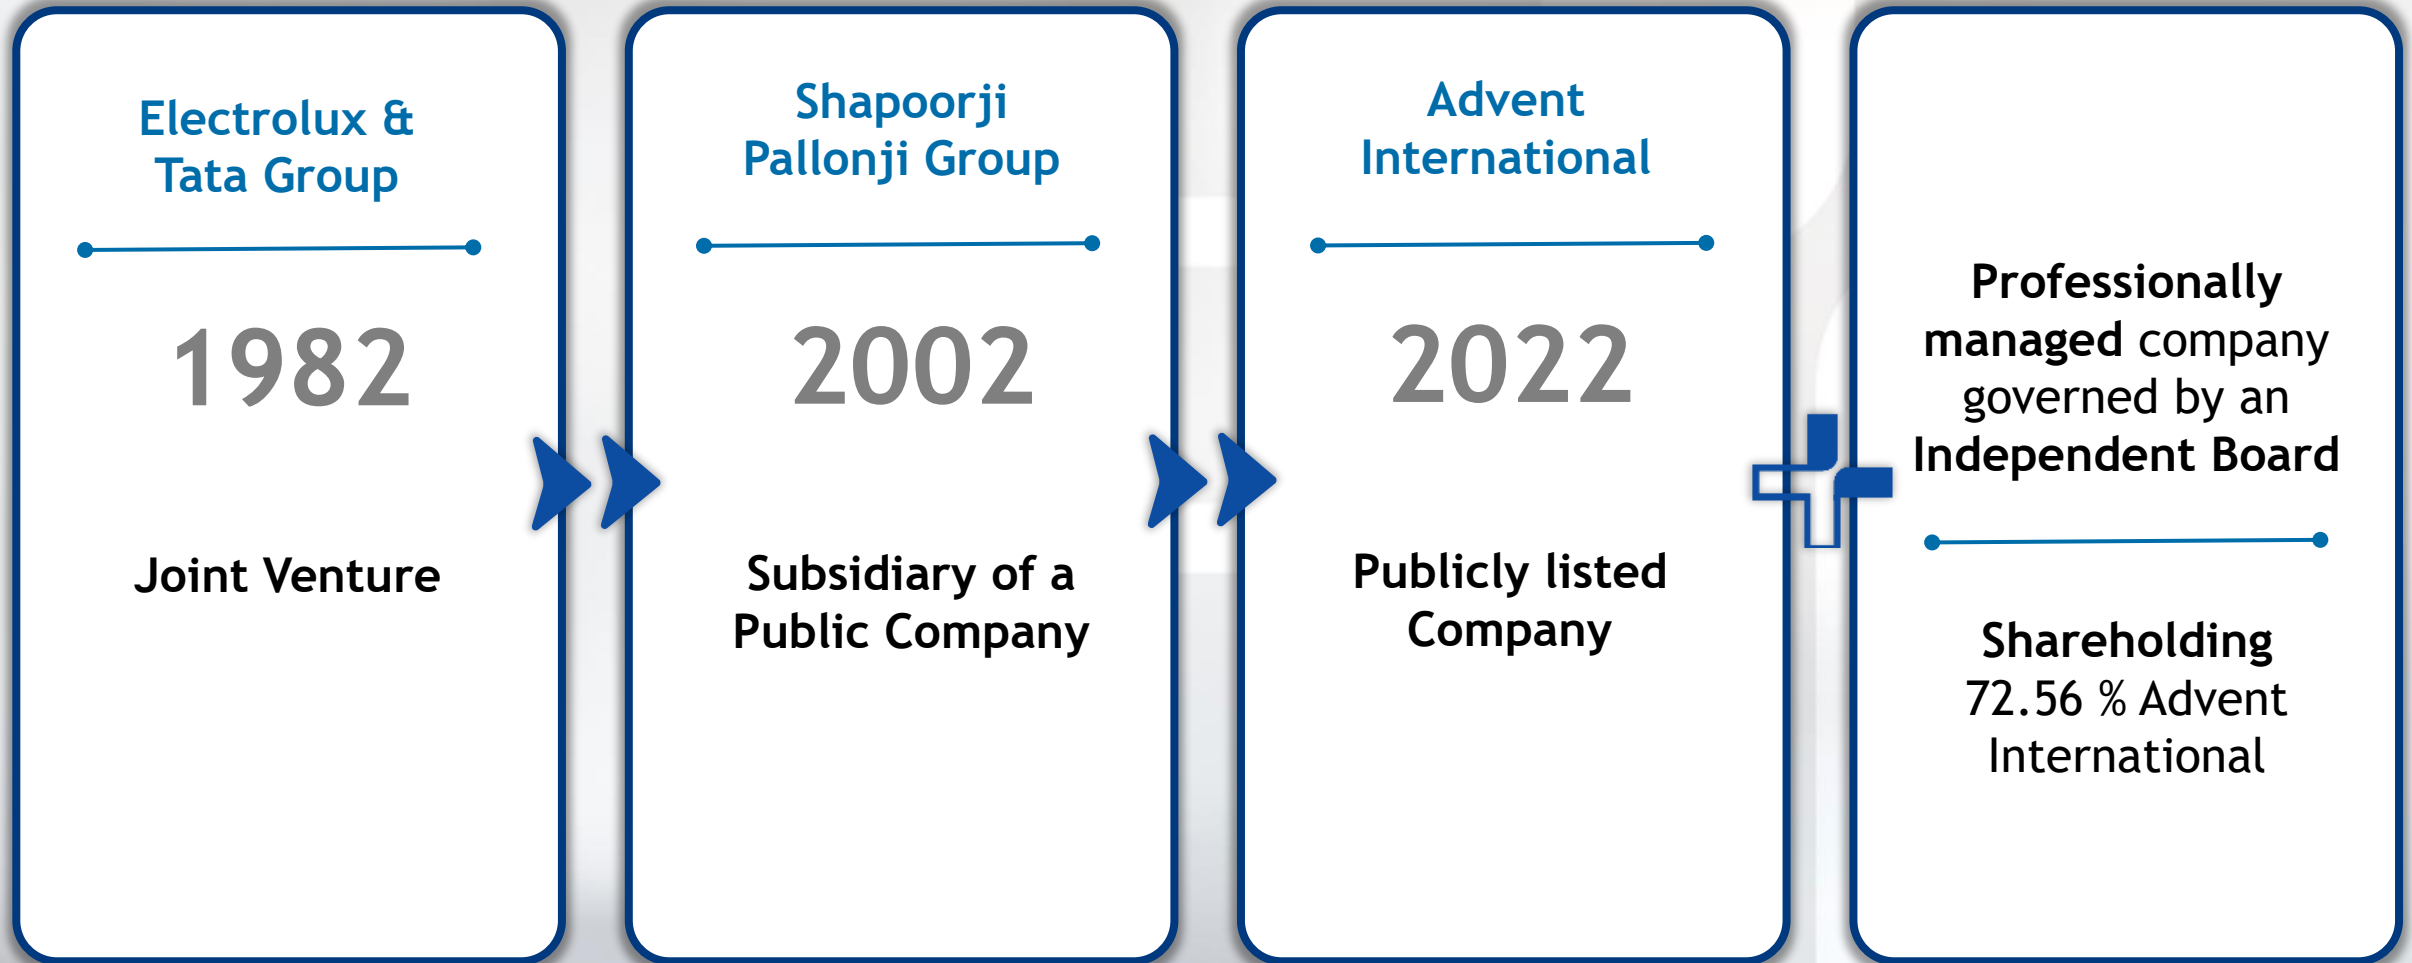 Electrolux &
Tata Group
1982
Joint Venture
Shapoorji
Pallonji Group
2002
Subsidiary of a
Public Company
Advent
International
2022
Publicly listed
Company
Professionally
managed company
governed by an
Independent Board
Shareholding
72.56 % Advent
International